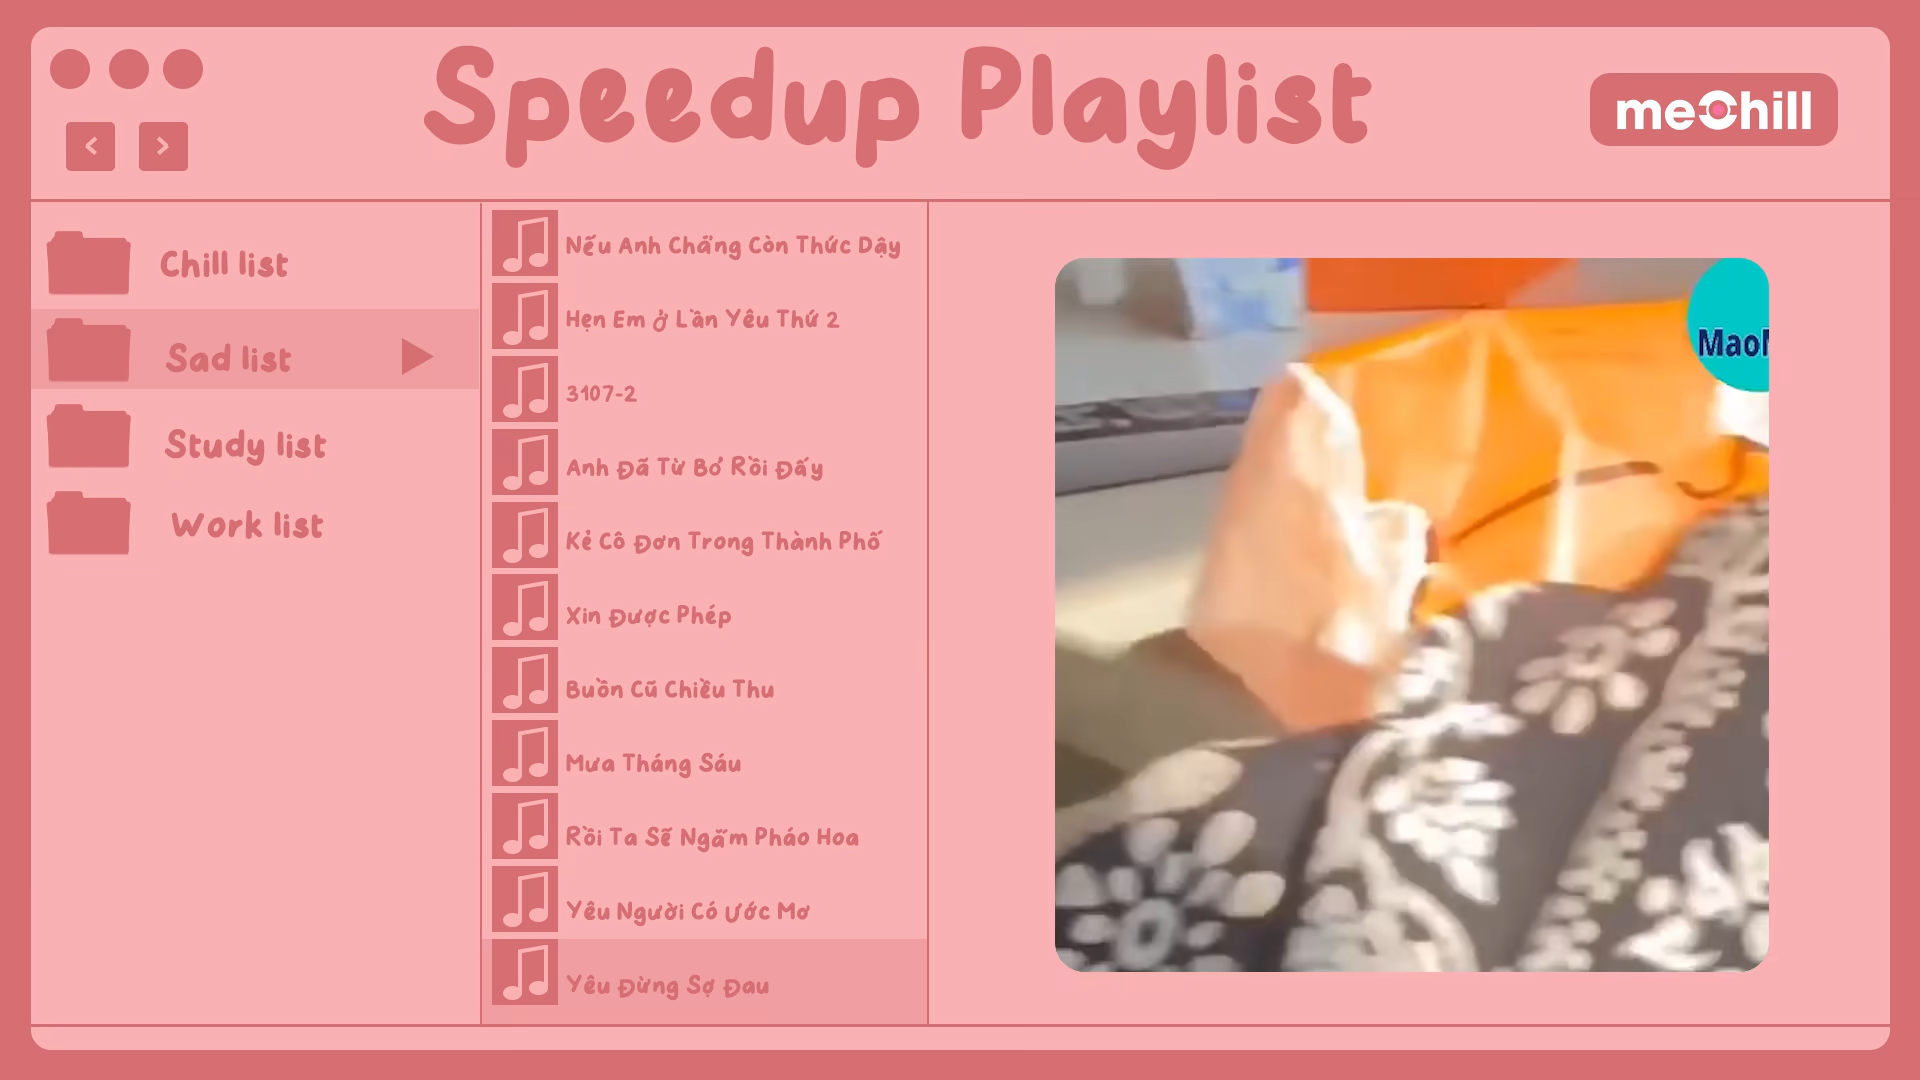 Speedup Playlist
mechill
Chill list
Sad list
Study list
Work list
Nếu Anh Chẳng Còn Thức Dậy
Hẹn Em ở Lần Yêu Thứ 2
3107-2
Anh Đã Từ Bỏ Rồi Đấy
Kẻ Cô Đơn Trong Thành Phố
Xin Được Phép
Buồn Cũ Chiều Thu
Mưa Tháng Sáu
Rồi Ta Sẽ Ngắm Pháo Hoa
Yêu Người Có Ước Mơ
Yêu Đừng Sợ Đau